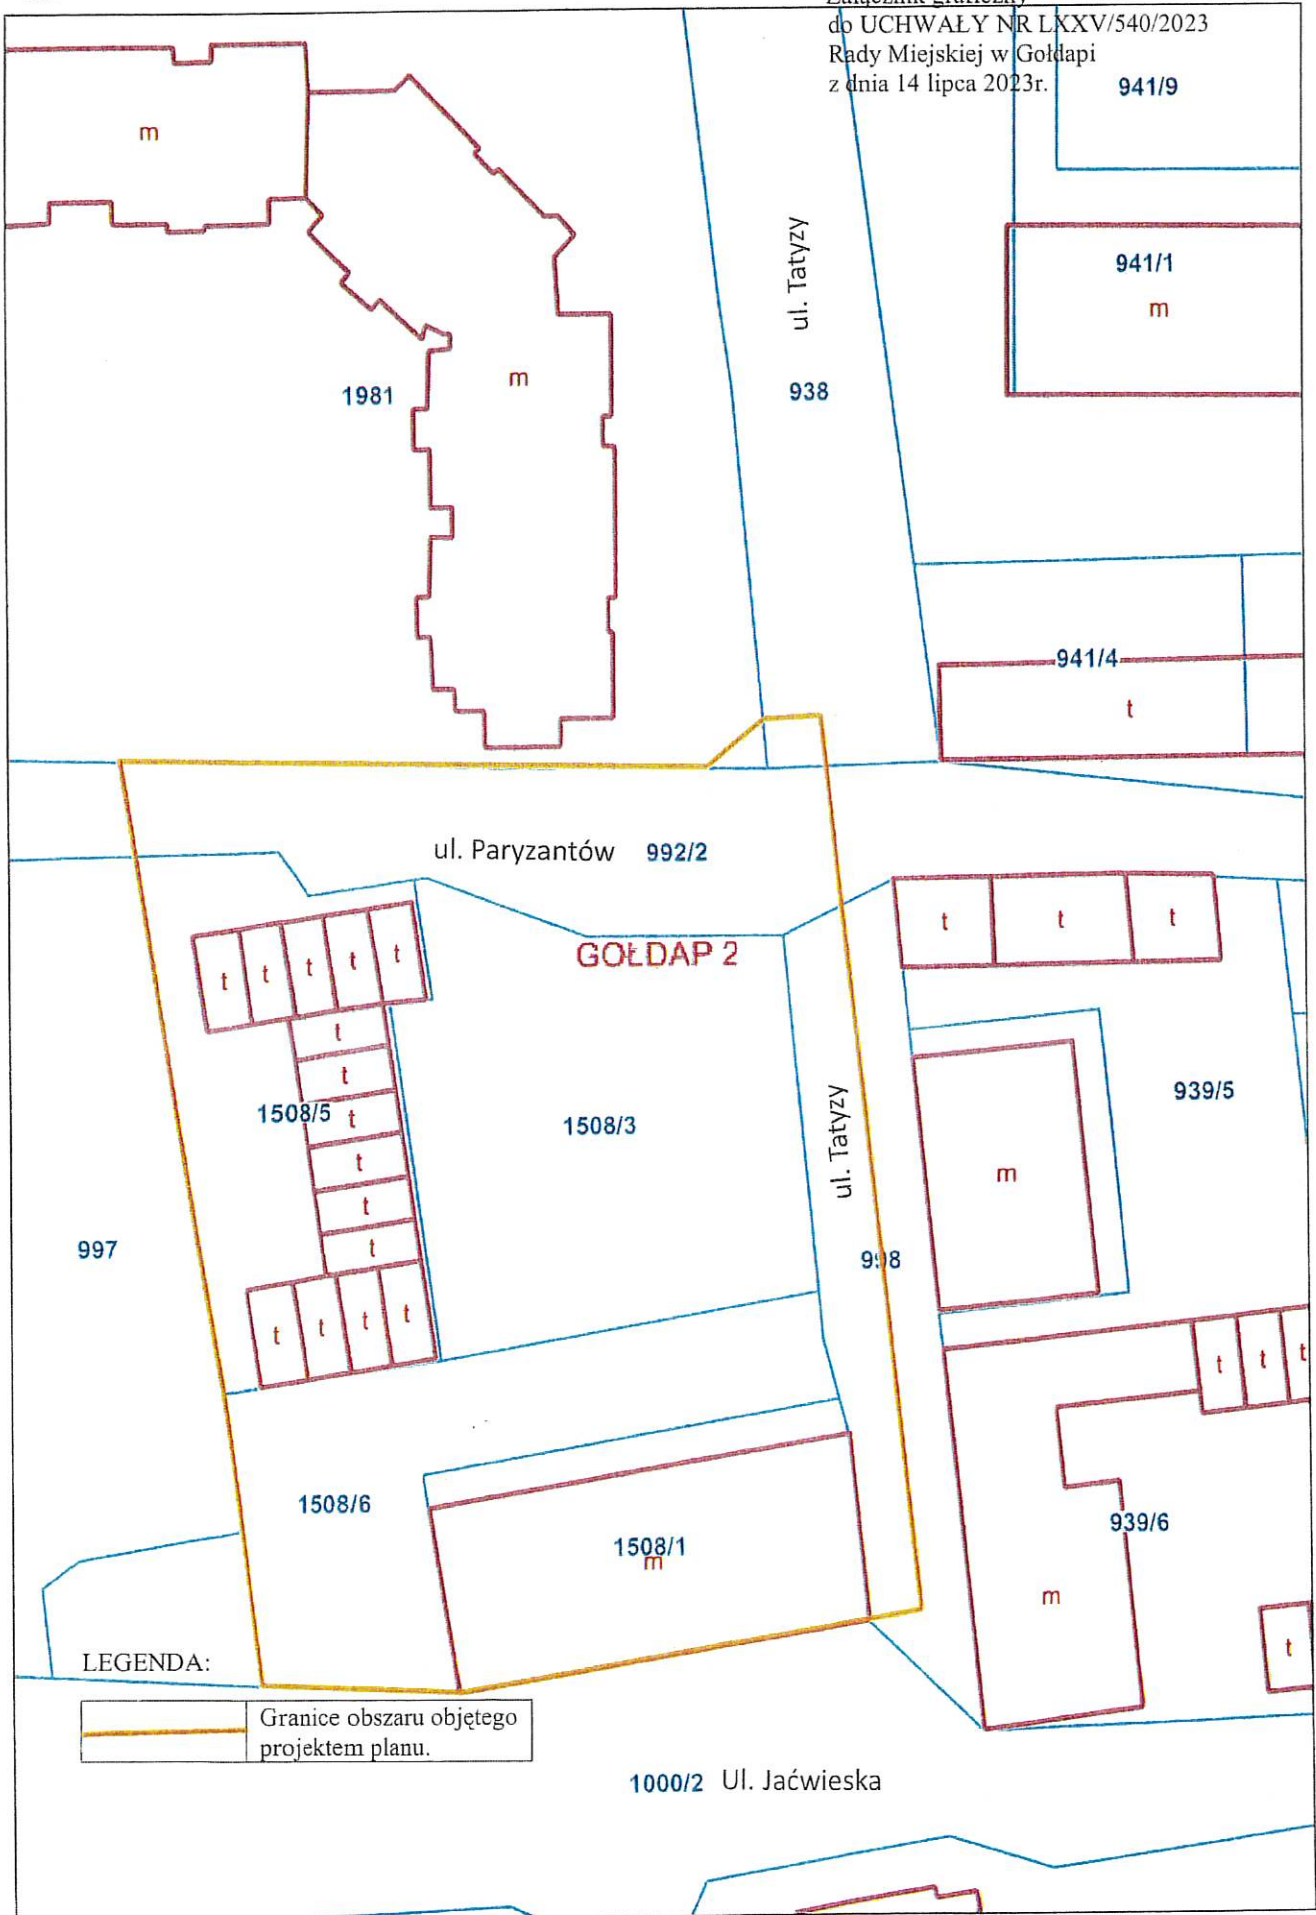 Załącznik graficzny
do UCHWAŁY NR LXXV/540/2023
Rady Miejskiej w Gołdapi
z dnia 14 lipca 2023r.
941/9
m
ul. Tatyzy
941/1
m
1981
m
938
941/4
t
ul. Paryzantów 992/2
GOŁDAP 2
t t t t t
t t t
t
t
1508/5
t
t
t
t
1508/3
ul. Tatyzy
939/5
m
997
998
t t t t
t t t
1508/6
1508/1
m
939/6
m
t
LEGENDA:
Granice obszaru objętego
projektem planu.
1000/2 Ul. Jaćwieska